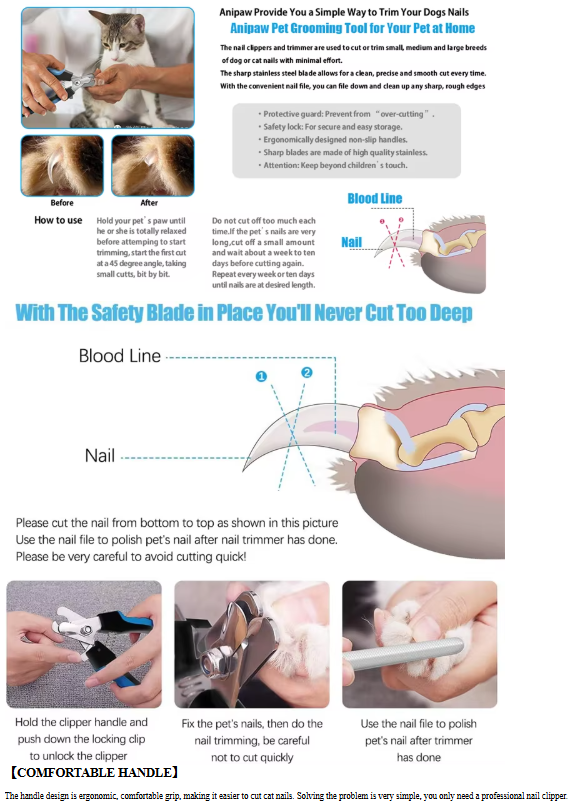 Anipaw Provide You a Simple Way to Trim Your Dogs Nails
Anipaw Pet Grooming Tool for Your Pet at Home
The nail clippers and trimmer are used to cut or trim small, medium and large breeds
of dog or cat nails with minimal effort.
The sharp stainless steel blade allows for a clean, precise and smooth cut every time.
With the convenient nail file, you can file down and clean up any sharp, rough edges
• Protective guard: Prevent from “over-cutting”.
• Safety lock: For secure and easy storage.
• Ergonomically designed non-slip handles.
• Sharp blades are made of high quality stainless.
• Attention: Keep beyond children`s touch.
Before
After
How to use
Hold your pet`s paw until
he or she is totally relaxed
before attemping to start
trimming, start the first cut
at a 45 degree angle, taking
small cutts, bit by bit.
Do not cut off too much each
time.If the pet`s nails are very
long,cut off a small amount
and wait about a week to ten
days before cutting again.
Repeat every week or ten days
until nails are at desired length.
Blood Line
Nail
With The Safety Blade in Place You'll Never Cut Too Deep
Blood Line
1 2
Nail
Please cut the nail from bottom to top as shown in this picture
Use the nail file to polish pet's nail after nail trimmer has done.
Please be very careful to avoid cutting quick!
Hold the clipper handle and
push down the locking clip
to unlock the clipper
Fix the pet's nails, then do the
nail trimming, be careful
not to cut quickly
Use the nail file to polish
pet's nail after trimmer
has done
【COMFORTABLE HANDLE】
The handle design is ergonomic, comfortable grip, making it easier to cut cat nails. Solving the problem is very simple, you only need a professional nail clipper.